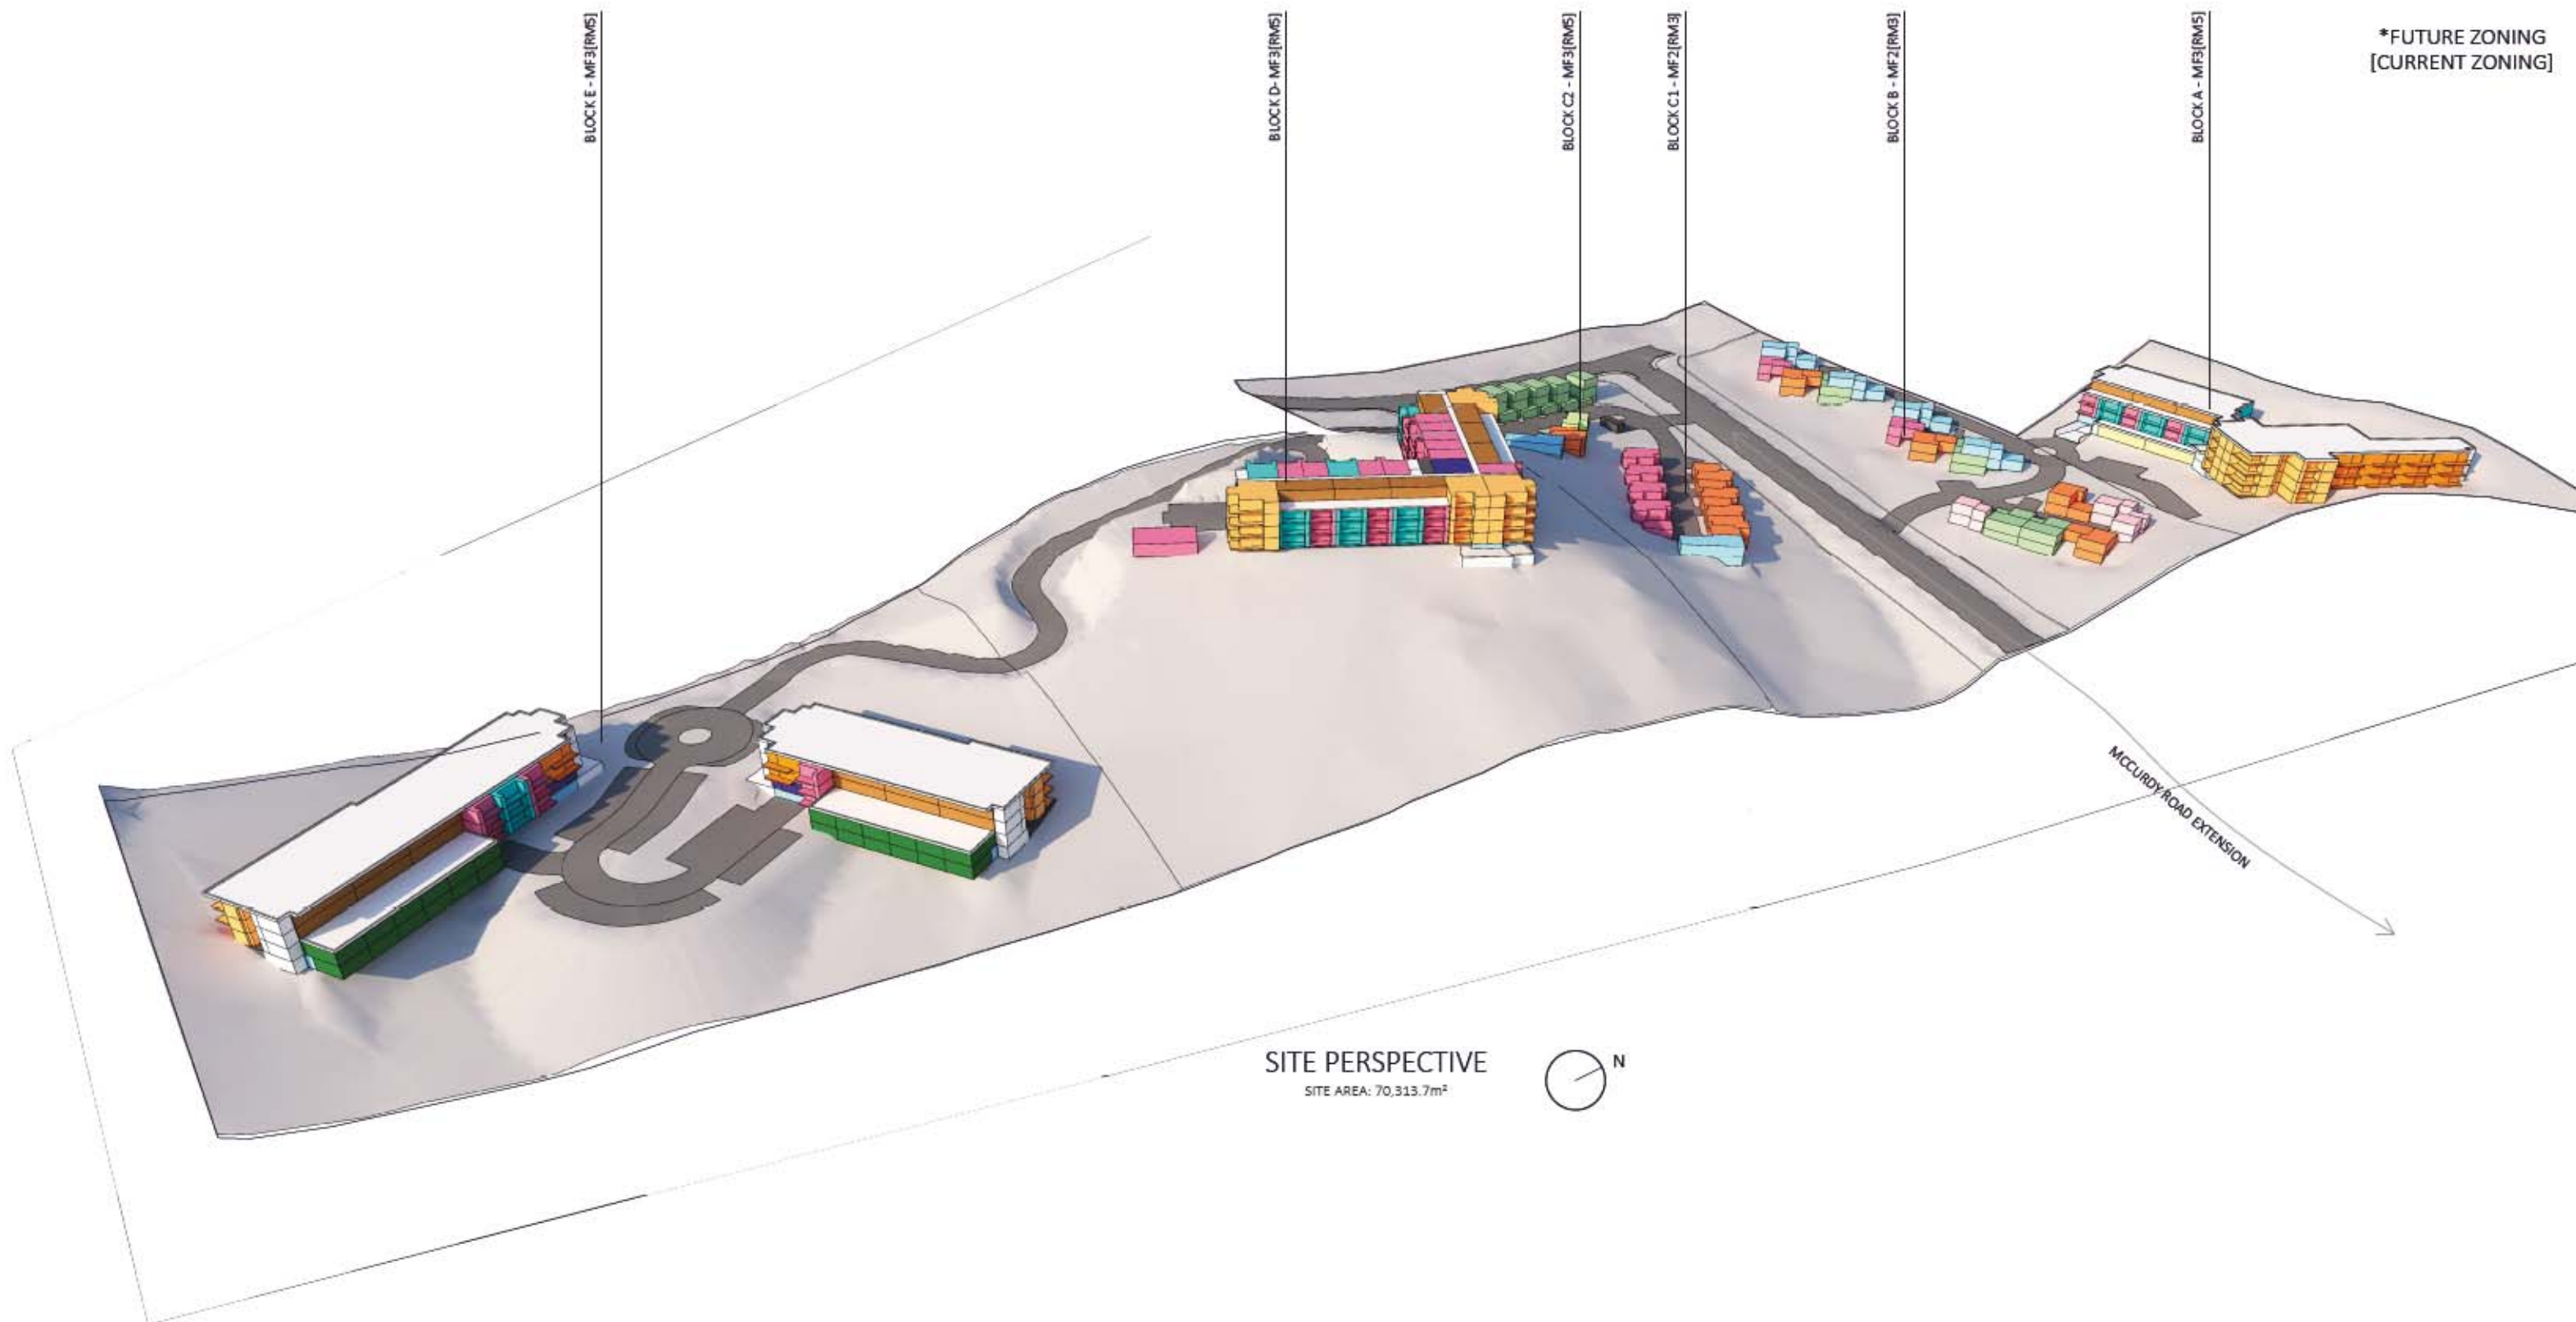 BLOCK E - MF3[RM5]
BLOCK D- MF3[RM5]
BLOCK C2 - MF3[RM5]
BLOCK C1 - MF2[RM3]
BLOCK B - MF2[RM3]
BLOCK A - MF3[RM5]
*FUTURE ZONING
[CURRENT ZONING]
MCCURDY ROAD EXTENSION
SITE PERSPECTIVE
SITE AREA: 70,313.7m²
N